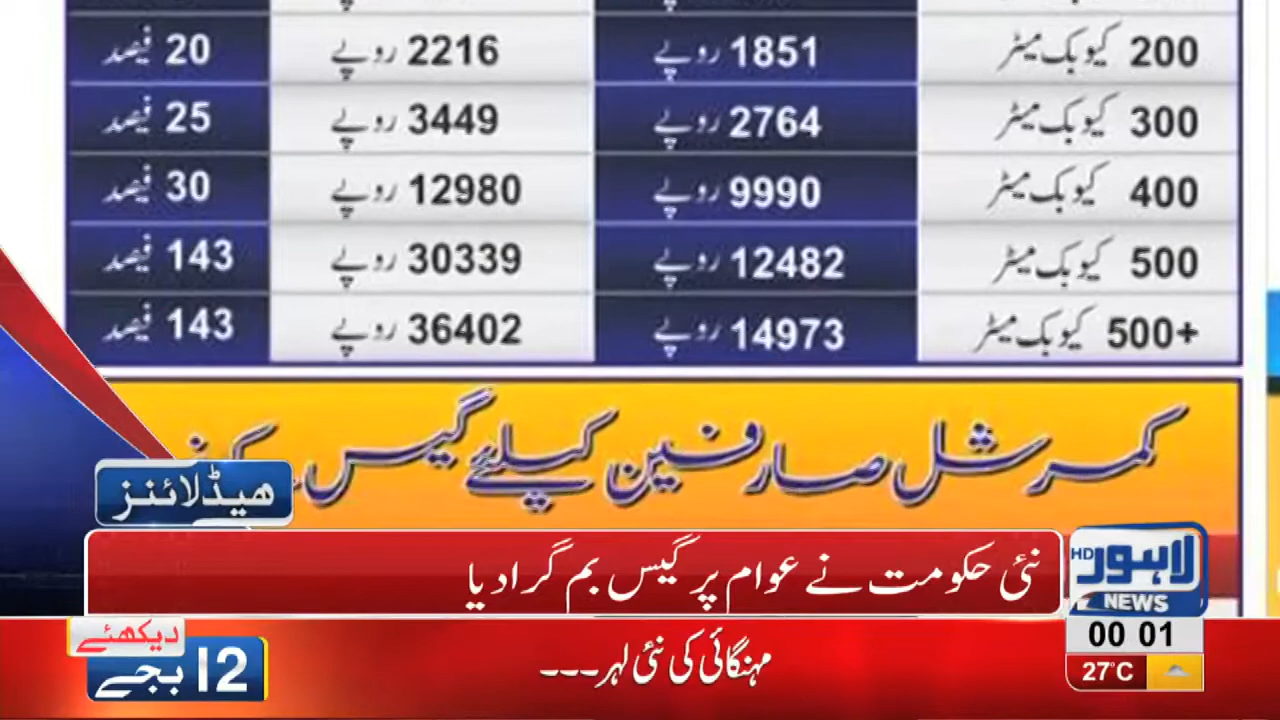 200 کیوبک میٹر 1851 روپے 2216 روپے 20 فیصد
300 کیوبک میٹر 2764 روپے 3449 روپے 25 فیصد
400 کیوبک میٹر 9990 روپے 12980 روپے 30 فیصد
500 کیوبک میٹر 12482 روپے 30339 روپے 143 فیصد
500+ کیوبک میٹر 14973 روپے 36402 روپے 143 فیصد
کمرشل صارفین کیلئے گیس
ھیڈلائنز
نئی حکومت نے عوام پر گیس بم گرا دیا
HD لاہور
NEWS
00 01
27°C
دیکھئے
12 بجے
مہنگائی کی نئی لہر۔۔۔